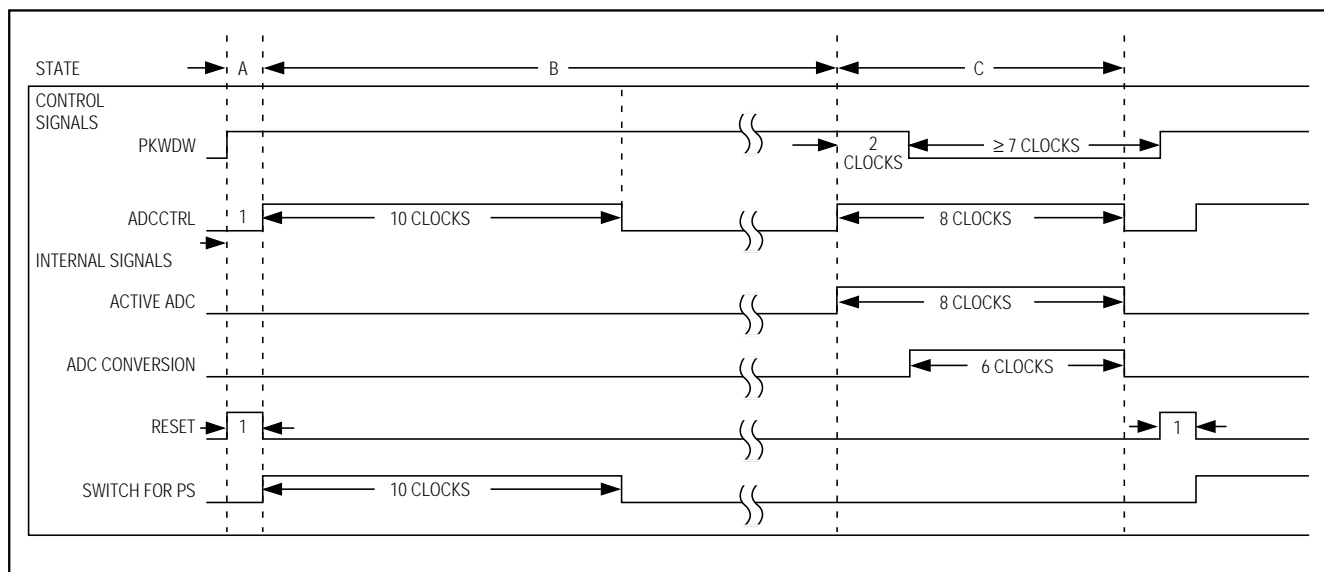 STATE A B C
CONTROL
SIGNALS
PKWDW 2 ≥ 7 CLOCKS
CLOCKS
ADCCTRL 1 10 CLOCKS 8 CLOCKS
INTERNAL SIGNALS
ACTIVE ADC 8 CLOCKS
ADC CONVERSION 6 CLOCKS
RESET 1 1
SWITCH FOR PS 10 CLOCKS